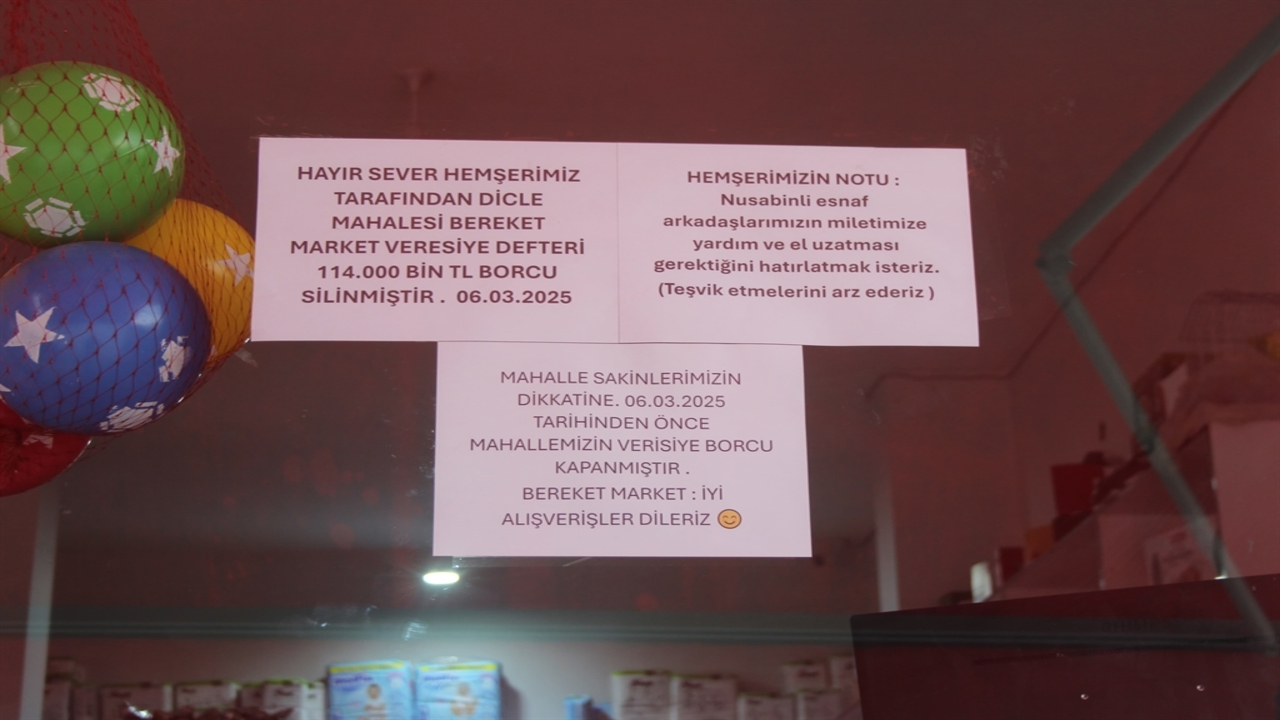 HAYIR SEVER HEMŞERİMİZ
TARAFINDAN DİCLE
MAHALESİ BEREKET
MARKET VERESİYE DEFTERİ
114.000 BİN TL BORCU
SİLİNMİŞTİR . 06.03.2025
HEMŞERİMİZİN NOTU :
Nusabinli esnaf
arkadaşlarımızın miletimize
yardım ve el uzatması
gerektiğini hatırlatmak isteriz.
(Teşvik etmelerini arz ederiz )
MAHALLE SAKİNLERİMİZİN
DİKKATİNE. 06.03.2025
TARİHİNDEN ÖNCE
MAHALLEMİZİN VERİSİYE BORCU
KAPANMIŞTIR .
BEREKET MARKET : İYİ
ALIŞVERİŞLER DİLERİZ 😊